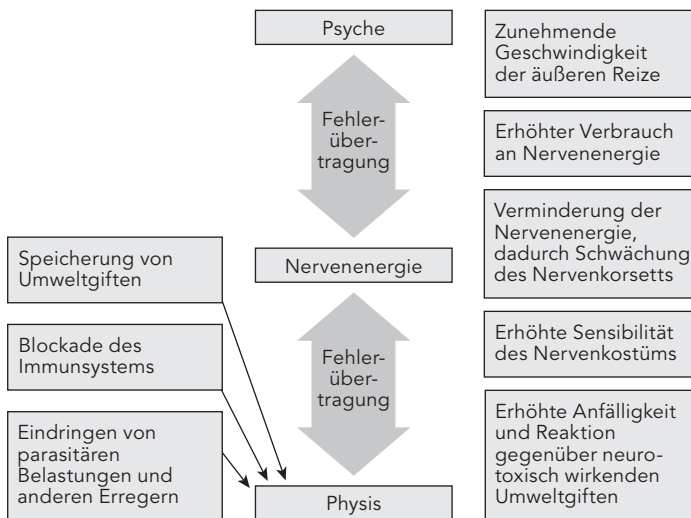 Psyche
Fehler-
über-
tragung
Nervenenergie
Fehler-
über-
tragung
Physis
Speicherung von
Umweltgiften
Blockade des
Immunsystems
Eindringen von
parasitären
Belastungen und
anderen Erregern
Zunehmende
Geschwindigkeit
der äußeren Reize
Erhöhter Verbrauch
an Nervenenergie
Verminderung der
Nervenenergie,
dadurch Schwächung
des Nervenkorsetts
Erhöhte Sensibilität
des Nervenkostüms
Erhöhte Anfälligkeit
und Reaktion
gegenüber neuro-
toxisch wirkenden
Umweltgiften